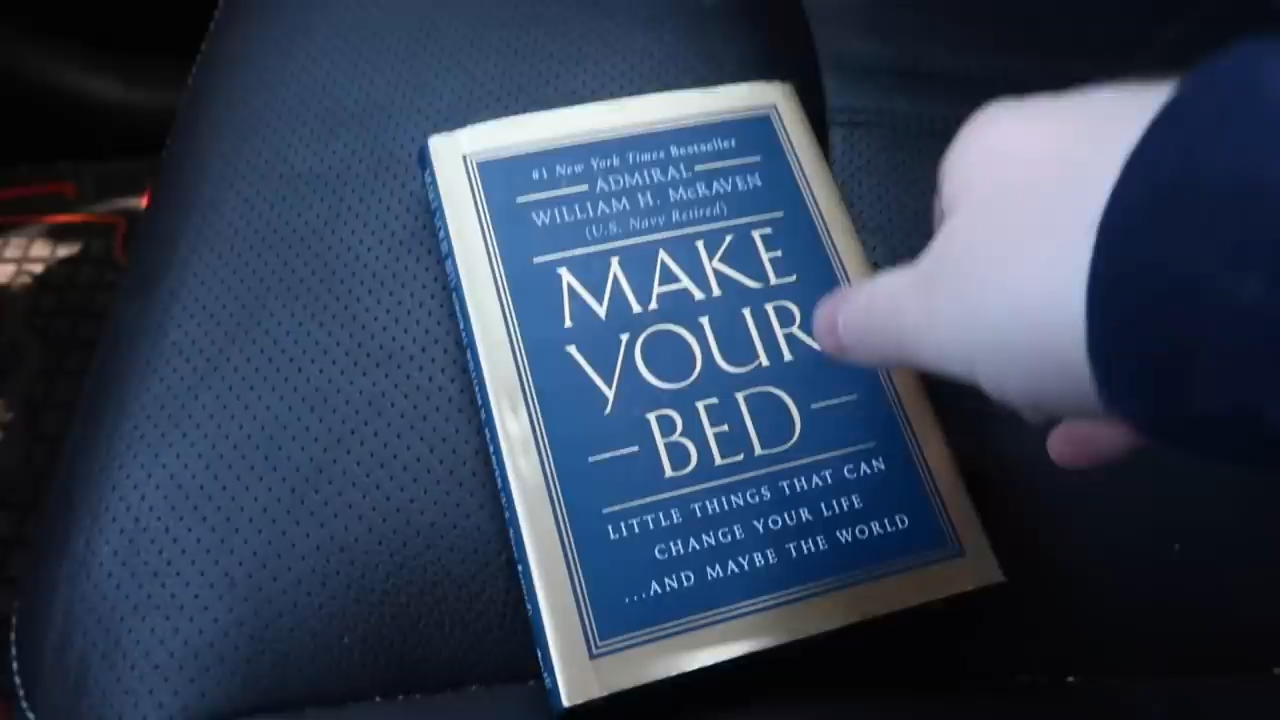 #1 New York Times Bestseller
ADMIRAL
WILLIAM H. McRAVEN
(U.S. Navy Retired)
MAKE
YOUR
BED
LITTLE THINGS THAT CAN
CHANGE YOUR LIFE
...AND MAYBE THE WORLD